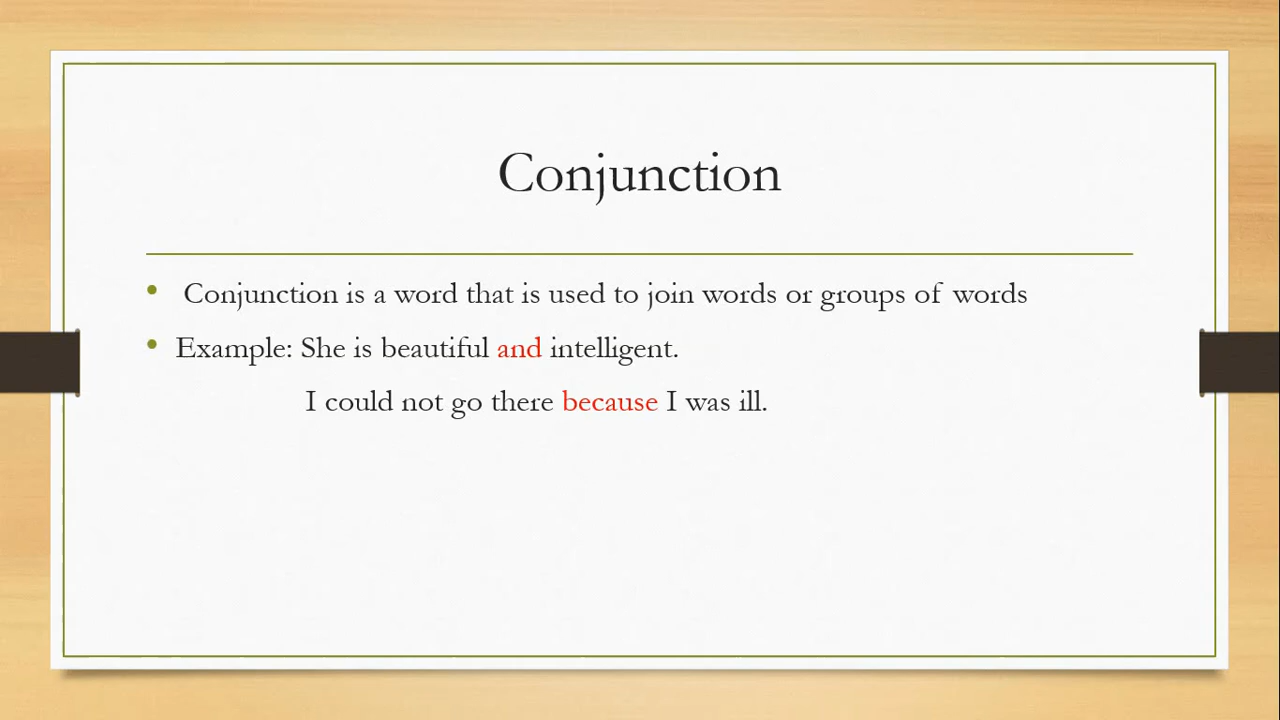 Conjunction
• Conjunction is a word that is used to join words or groups of words
• Example: She is beautiful and intelligent.
I could not go there because I was ill.